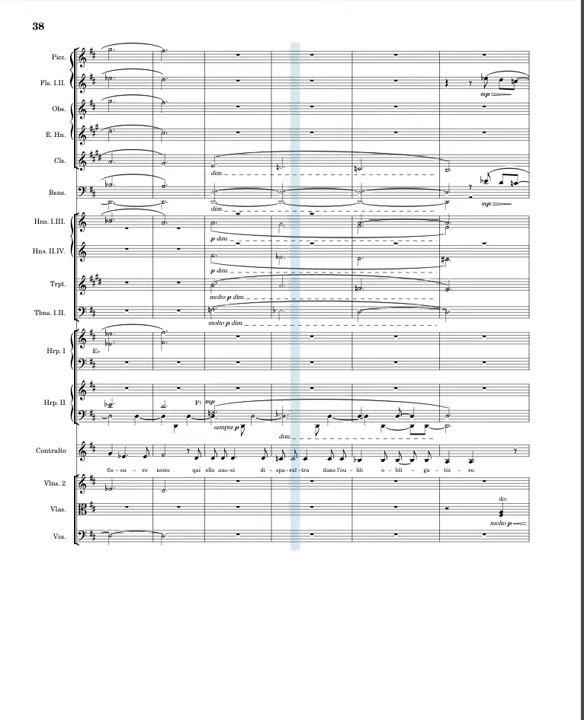 38
Picc.
Fls. I.II.
mp
Obs.
E. Hn.
Cls.
dim.
Bsns.
dim.
mp
Hns. I.III.
p dim.
Hns. II.IV.
p dim.
Trpt.
molto p dim.
Tbns. I.II.
molto p dim.
Hrp. I
Hrp. II
mp
sempre p
dim.
Contralto
fis - su - re noire qui elle aus-si di - spa-raî-tra dans l'ou - bli o - bli - ga - toi - re.
Vlns. 2
Vlas.
div.
molto p
Vcs.